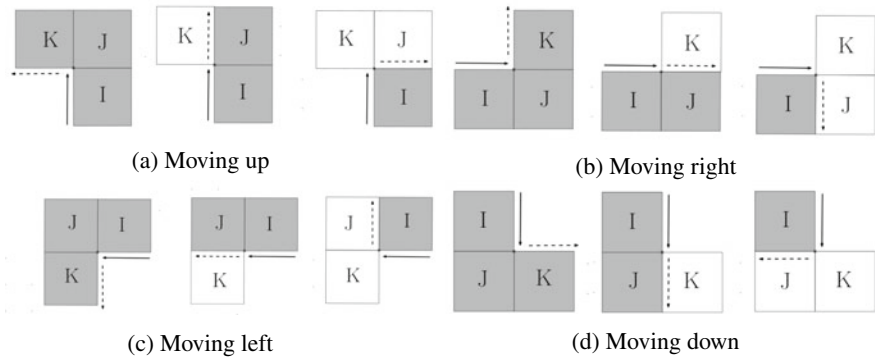 K J K J K J
I I I
K K K
I J I J I J
(a) Moving up
(b) Moving right
J I J I J I
K K K
I I I
J K J K J K
(c) Moving left
(d) Moving down